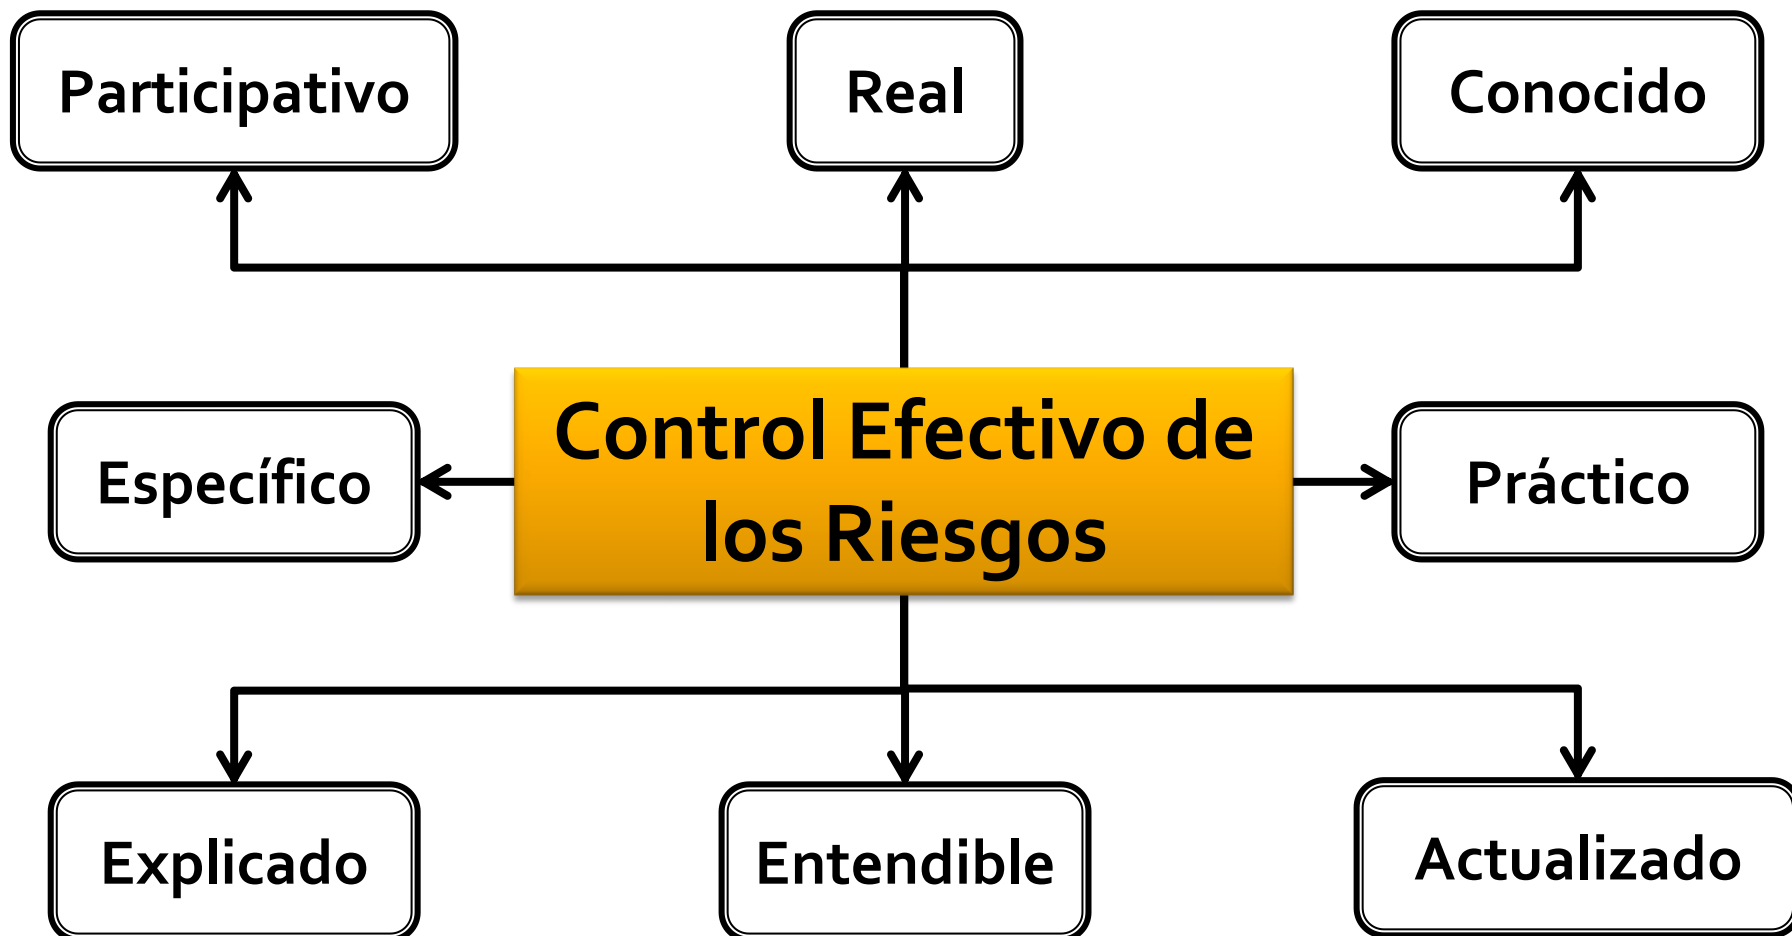 Participativo
Real
Conocido
Control Efectivo de
los Riesgos
Específico
Práctico
Explicado
Entendible
Actualizado